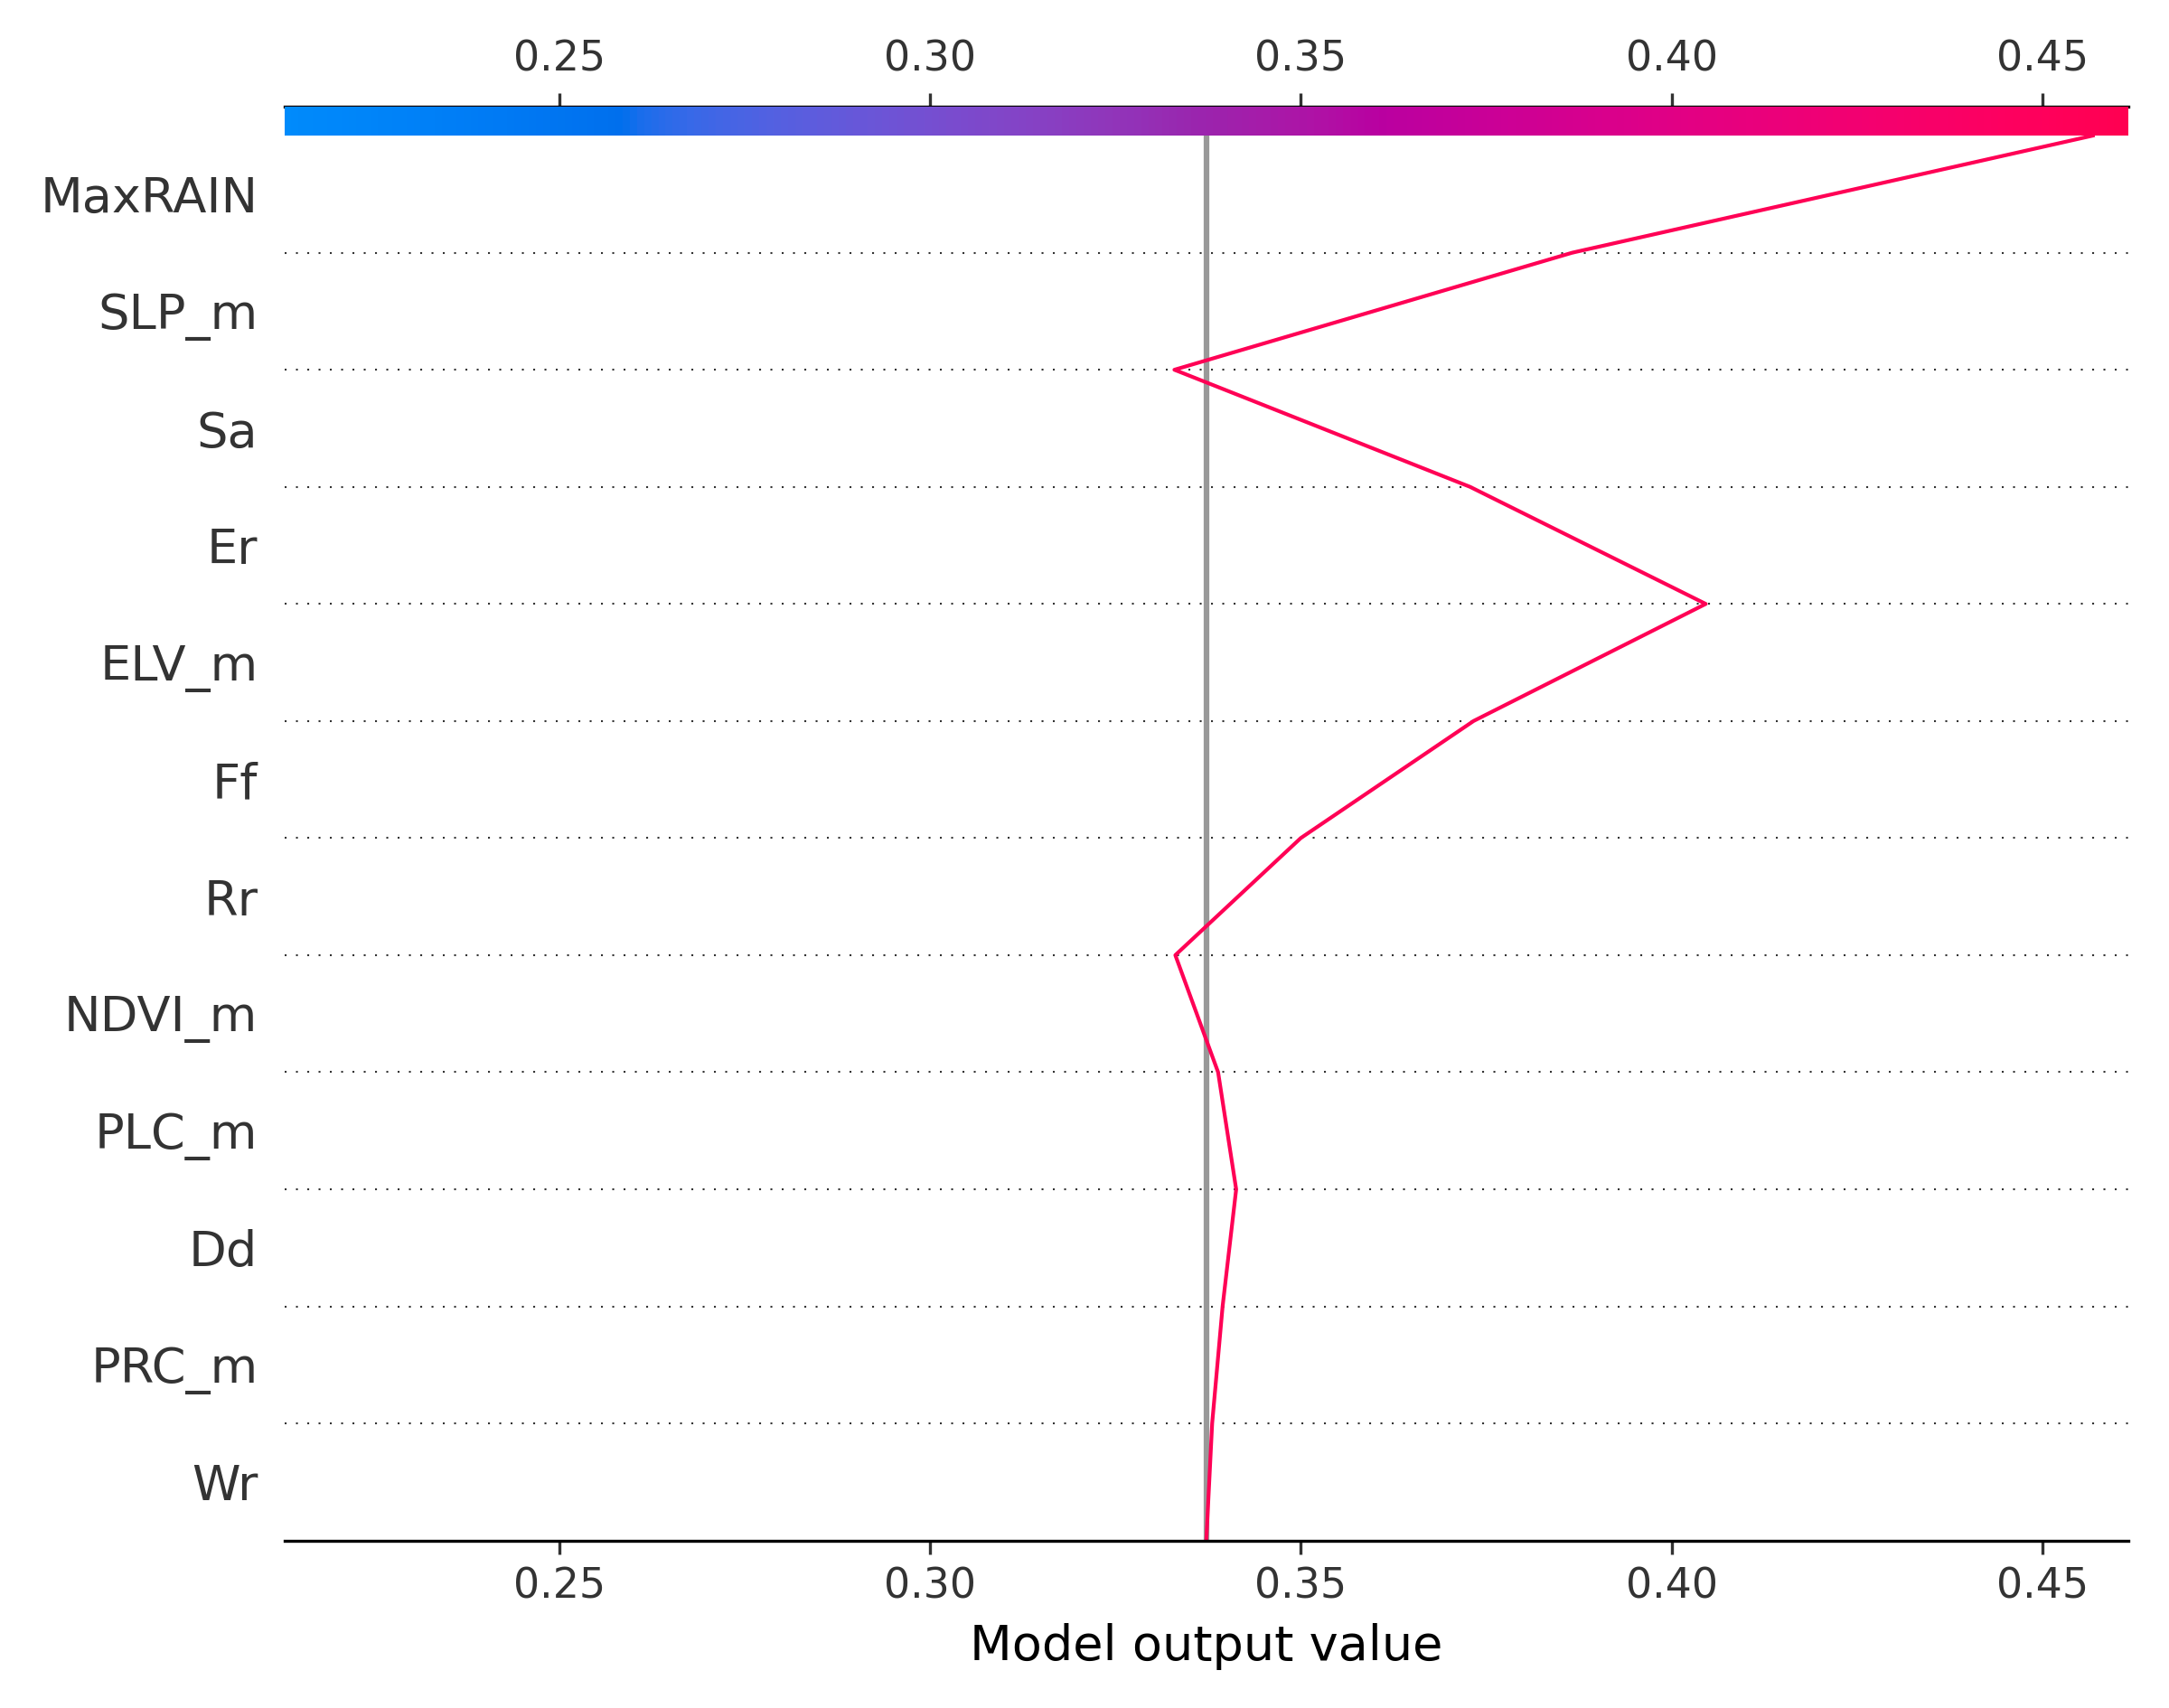 0.25 0.30 0.35 0.40 0.45
MaxRAIN
SLP_m
Sa
Er
ELV_m
Ff
Rr
NDVI_m
PLC_m
Dd
PRC_m
Wr
0.25 0.30 0.35 0.40 0.45
Model output value